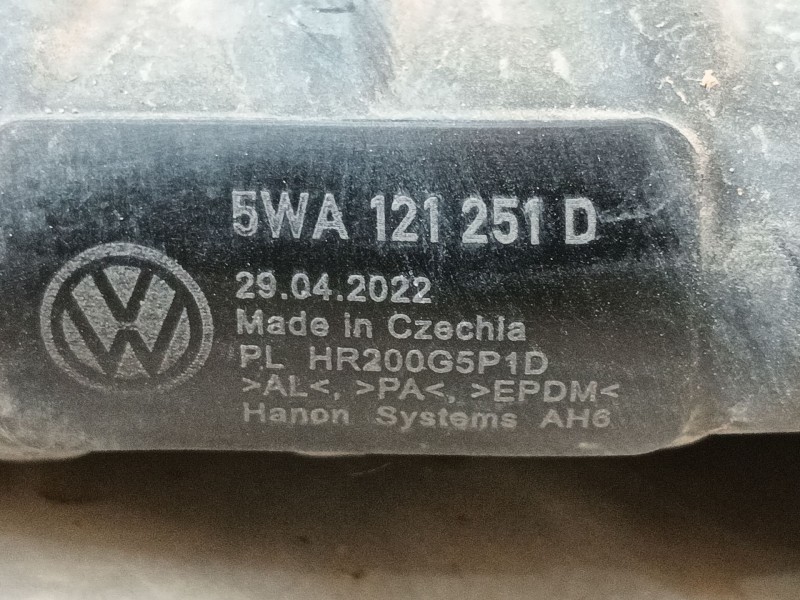 5WA 121 251 D
29.04.2022
Made in Czechia
PL HR200G5P1D
>AL<, >PA<, >EPDM<
Hanon Systems AH6